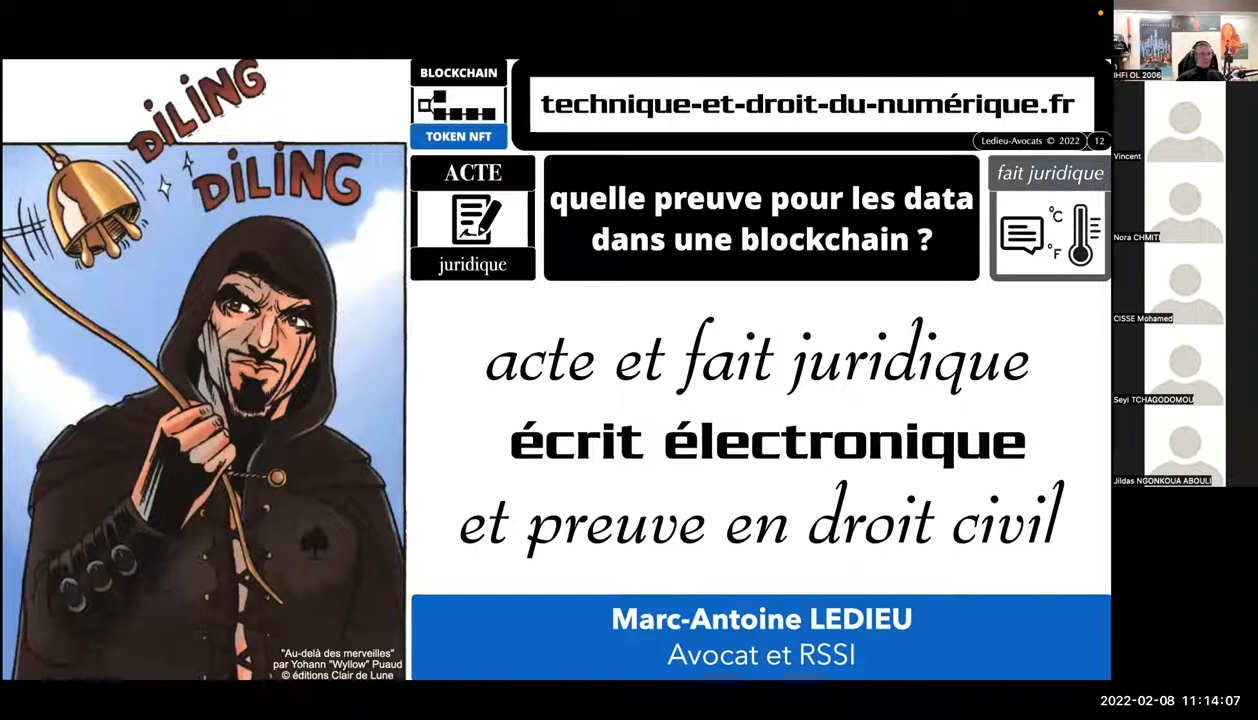 DILING
DILING
"Au-delà des merveilles"
par Yohann "Wyllow" Puaud
© éditions Clair de Lune
BLOCKCHAIN
TOKEN NFT
technique-et-droit-du-numérique.fr
Ledieu-Avocats © 2022 12
ACTE
juridique
quelle preuve pour les data
dans une blockchain ?
fait juridique
°C
°F
acte et fait juridique
écrit électronique
et preuve en droit civil
Marc-Antoine LEDIEU
Avocat et RSSI
IHFI OL 2006
Vincent
Nora CHMITI
CISSE Mohamed
Seyi TCHAGODOMOU
Jildas NGONKOUA ABOULI
2022-02-08 11:14:07